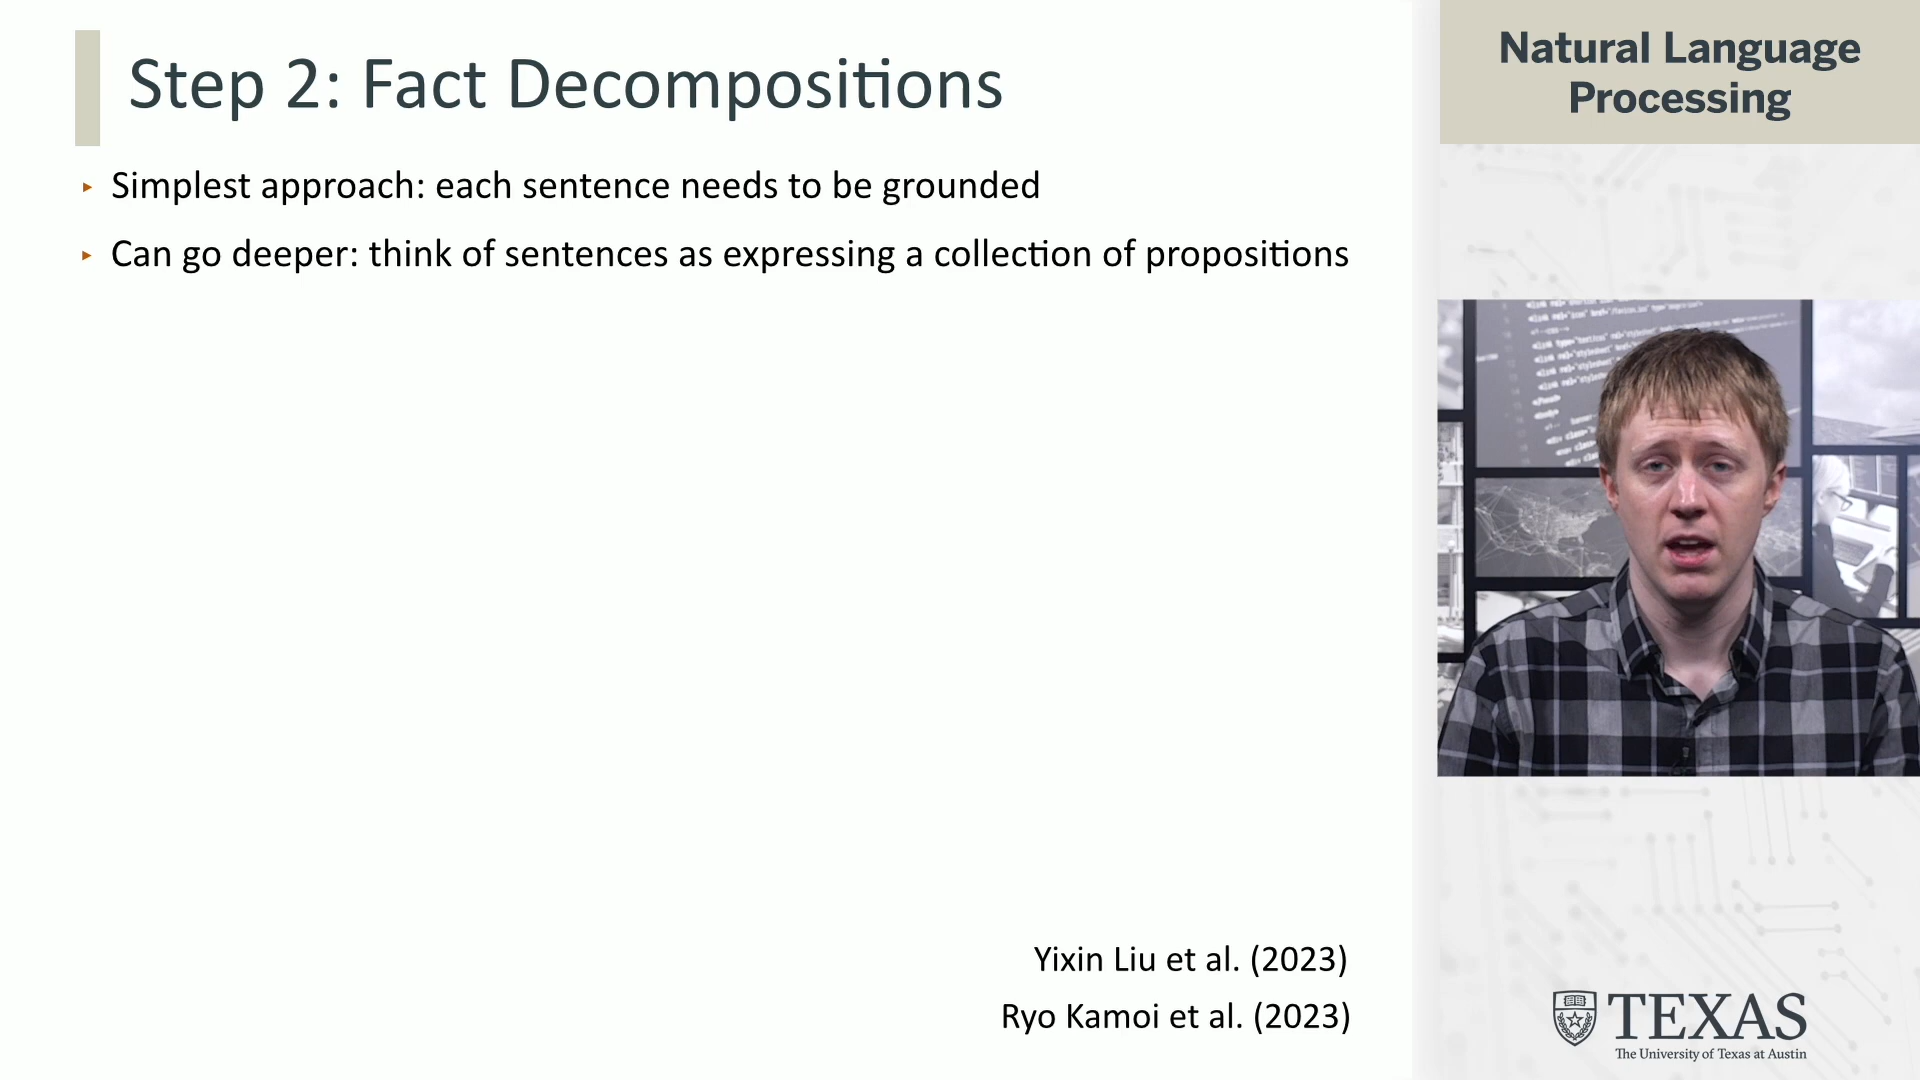 Step 2: Fact Decompositions
‣ Simplest approach: each sentence needs to be grounded
‣ Can go deeper: think of sentences as expressing a collection of propositions
Yixin Liu et al. (2023)
Ryo Kamoi et al. (2023)
Natural Language
Processing
TEXAS
The University of Texas at Austin